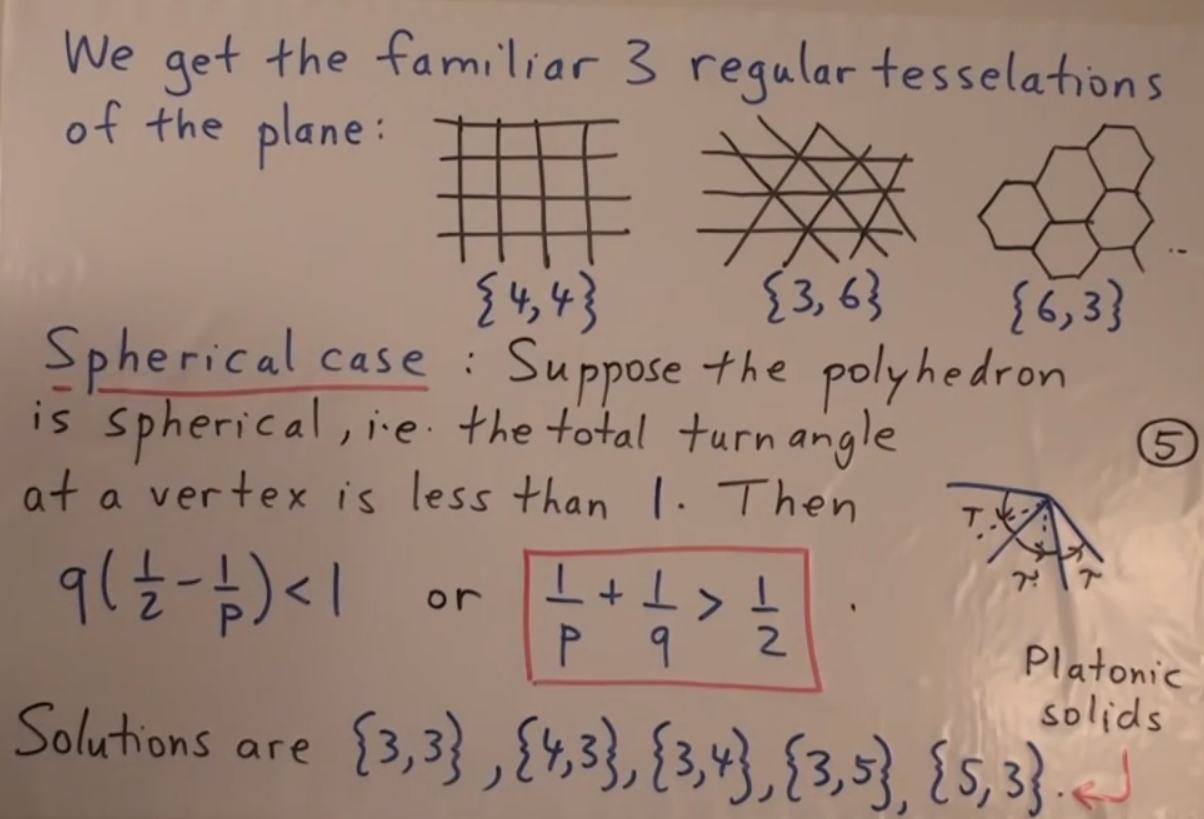 We get the familiar 3 regular tesselations
of the plane:
{4,4} {3,6} {6,3}
..
Spherical case : Suppose the polyhedron
is spherical, i.e. the total turn angle
at a vertex is less than 1. Then
5
T
T T
q(1/2 - 1/p) < 1 or 1/p + 1/q > 1/2 .
Platonic
solids
Solutions are {3,3}, {4,3}, {3,4}, {3,5}, {5,3}.